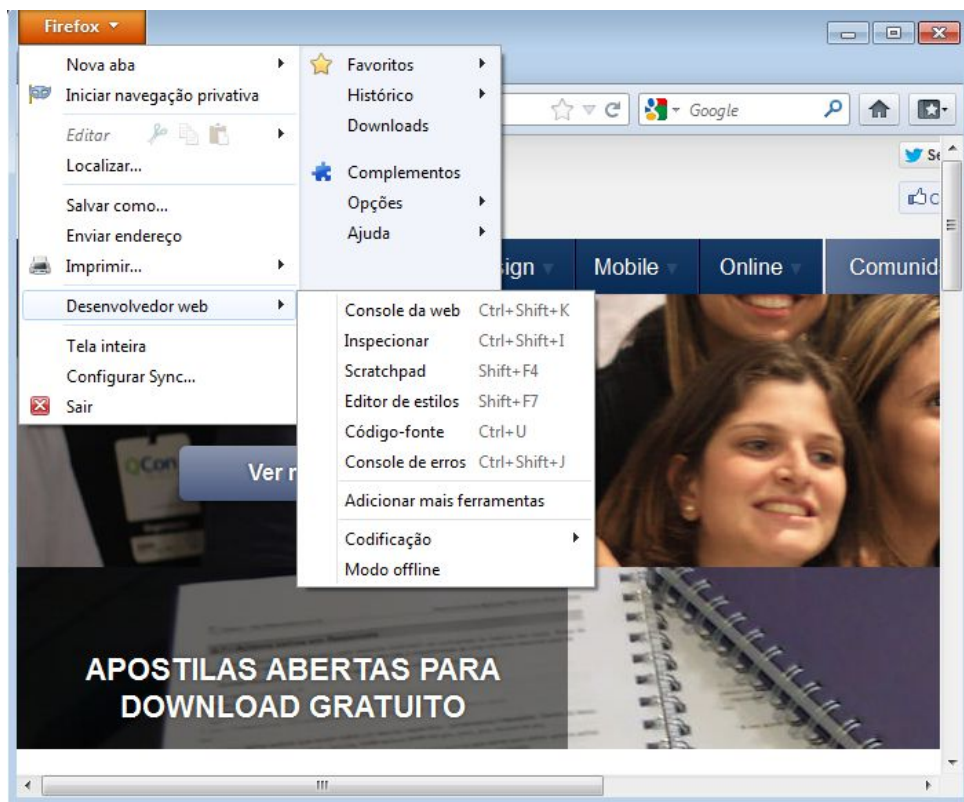 Firefox
Nova aba
Iniciar navegação privativa
Editar
Localizar...
Salvar como...
Enviar endereço
Imprimir...
Desenvolvedor web
Tela inteira
Configurar Sync...
Sair
Favoritos
Histórico
Downloads
Complementos
Opções
Ajuda
Google
Mobile
Online
Console da web Ctrl+Shift+K
Inspecionar Ctrl+Shift+I
Scratchpad Shift+F4
Editor de estilos Shift+F7
Código-fonte Ctrl+U
Console de erros Ctrl+Shift+J
Adicionar mais ferramentas
Codificação
Modo offline
QCon
Ver
APOSTILAS ABERTAS PARA
DOWNLOAD GRATUITO